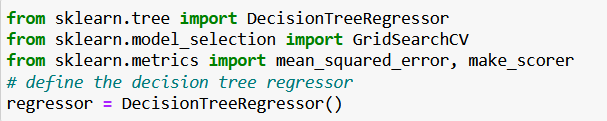 from sklearn.tree import DecisionTreeRegressor
from sklearn.model_selection import GridSearchCV
from sklearn.metrics import mean_squared_error, make_scorer
# define the decision tree regressor
regressor = DecisionTreeRegressor()